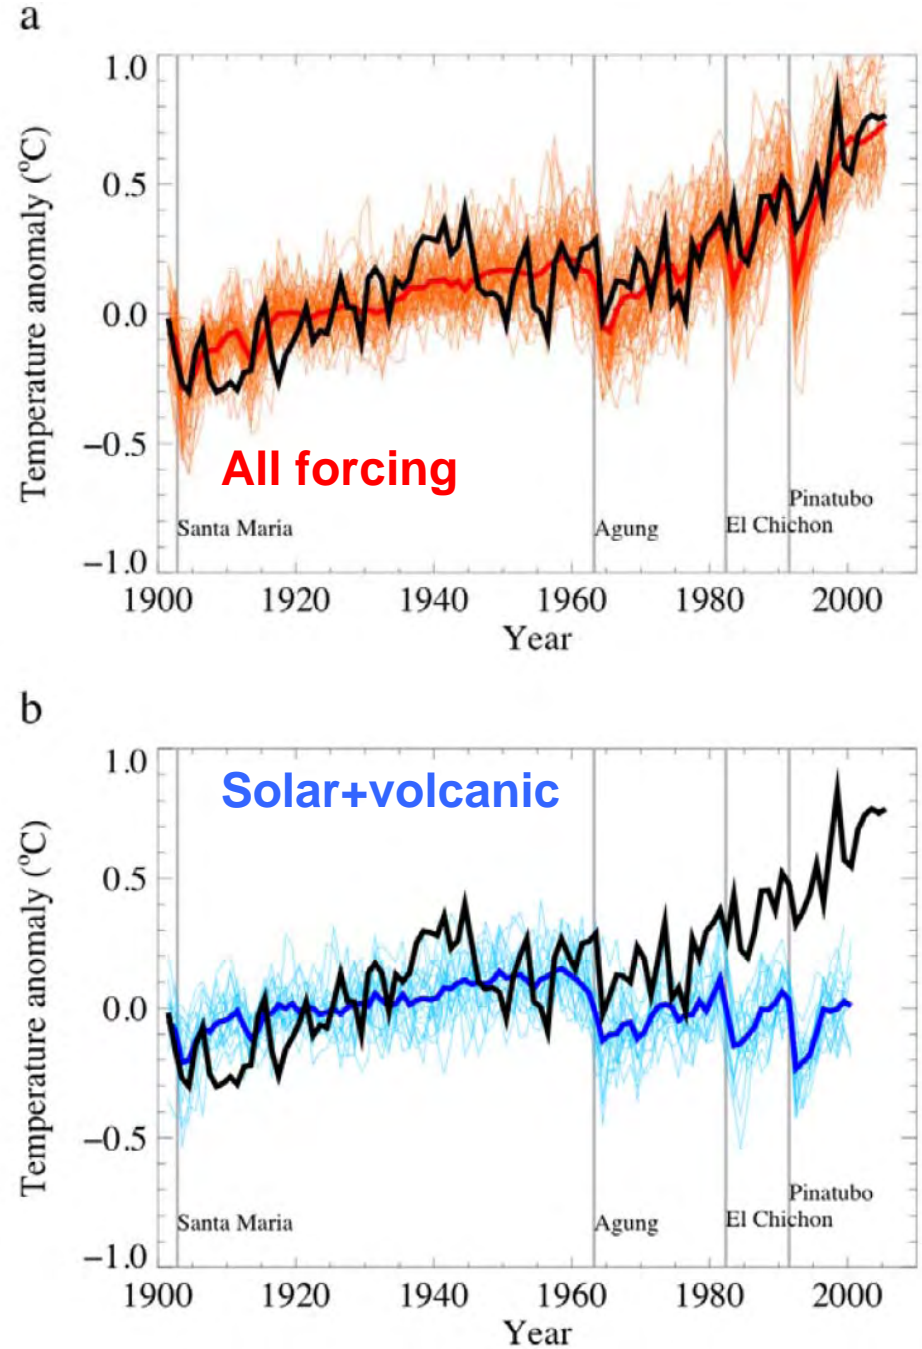 a
Temperature anomaly (ºC)
1.0
0.5
0.0
−0.5
−1.0
All forcing
Santa Maria
Agung
El Chichon
Pinatubo
1900 1920 1940 1960 1980 2000
Year
b
Temperature anomaly (ºC)
1.0
0.5
0.0
−0.5
−1.0
Solar+volcanic
Santa Maria
Agung
El Chichon
Pinatubo
1900 1920 1940 1960 1980 2000
Year